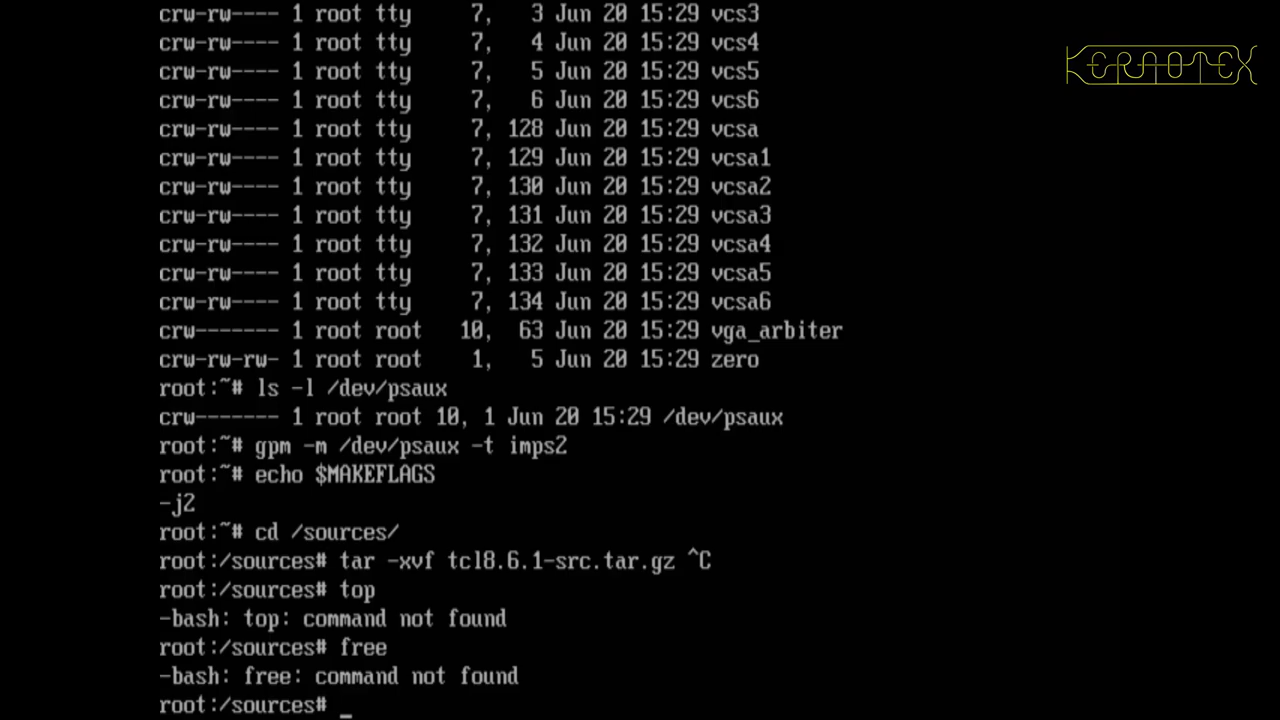 crw-rw---- 1 root tty     7,   3 Jun 20 15:29 vcs3
KERAOTEX
crw-rw---- 1 root tty     7,   4 Jun 20 15:29 vcs4
crw-rw---- 1 root tty     7,   5 Jun 20 15:29 vcs5
crw-rw---- 1 root tty     7,   6 Jun 20 15:29 vcs6
crw-rw---- 1 root tty     7, 128 Jun 20 15:29 vcsa
crw-rw---- 1 root tty     7, 129 Jun 20 15:29 vcsa1
crw-rw---- 1 root tty     7, 130 Jun 20 15:29 vcsa2
crw-rw---- 1 root tty     7, 131 Jun 20 15:29 vcsa3
crw-rw---- 1 root tty     7, 132 Jun 20 15:29 vcsa4
crw-rw---- 1 root tty     7, 133 Jun 20 15:29 vcsa5
crw-rw---- 1 root tty     7, 134 Jun 20 15:29 vcsa6
crw------- 1 root root   10,  63 Jun 20 15:29 vga_arbiter
crw-rw-rw- 1 root root    1,   5 Jun 20 15:29 zero
root:~# ls -l /dev/psaux
crw------- 1 root root 10, 1 Jun 20 15:29 /dev/psaux
root:~# gpm -m /dev/psaux -t imps2
root:~# echo $MAKEFLAGS
-j2
root:~# cd /sources/
root:/sources# tar -xvf tcl8.6.1-src.tar.gz ^C
root:/sources# top
-bash: top: command not found
root:/sources# free
-bash: free: command not found
root:/sources# _